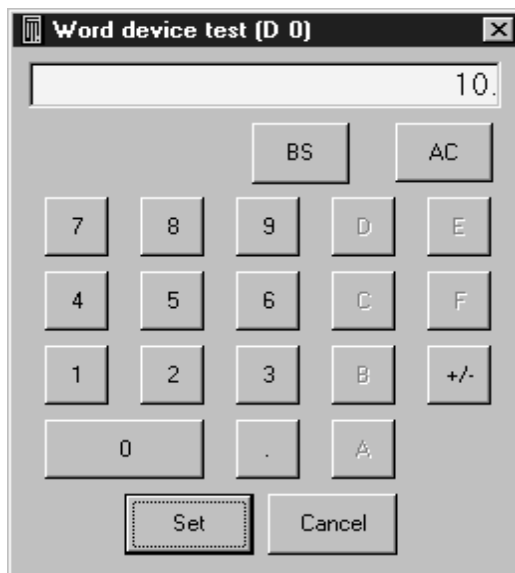 Word device test (D 0)
10.
BS AC
7 8 9 D E
4 5 6 C F
1 2 3 B +/-
0 . A
Set Cancel